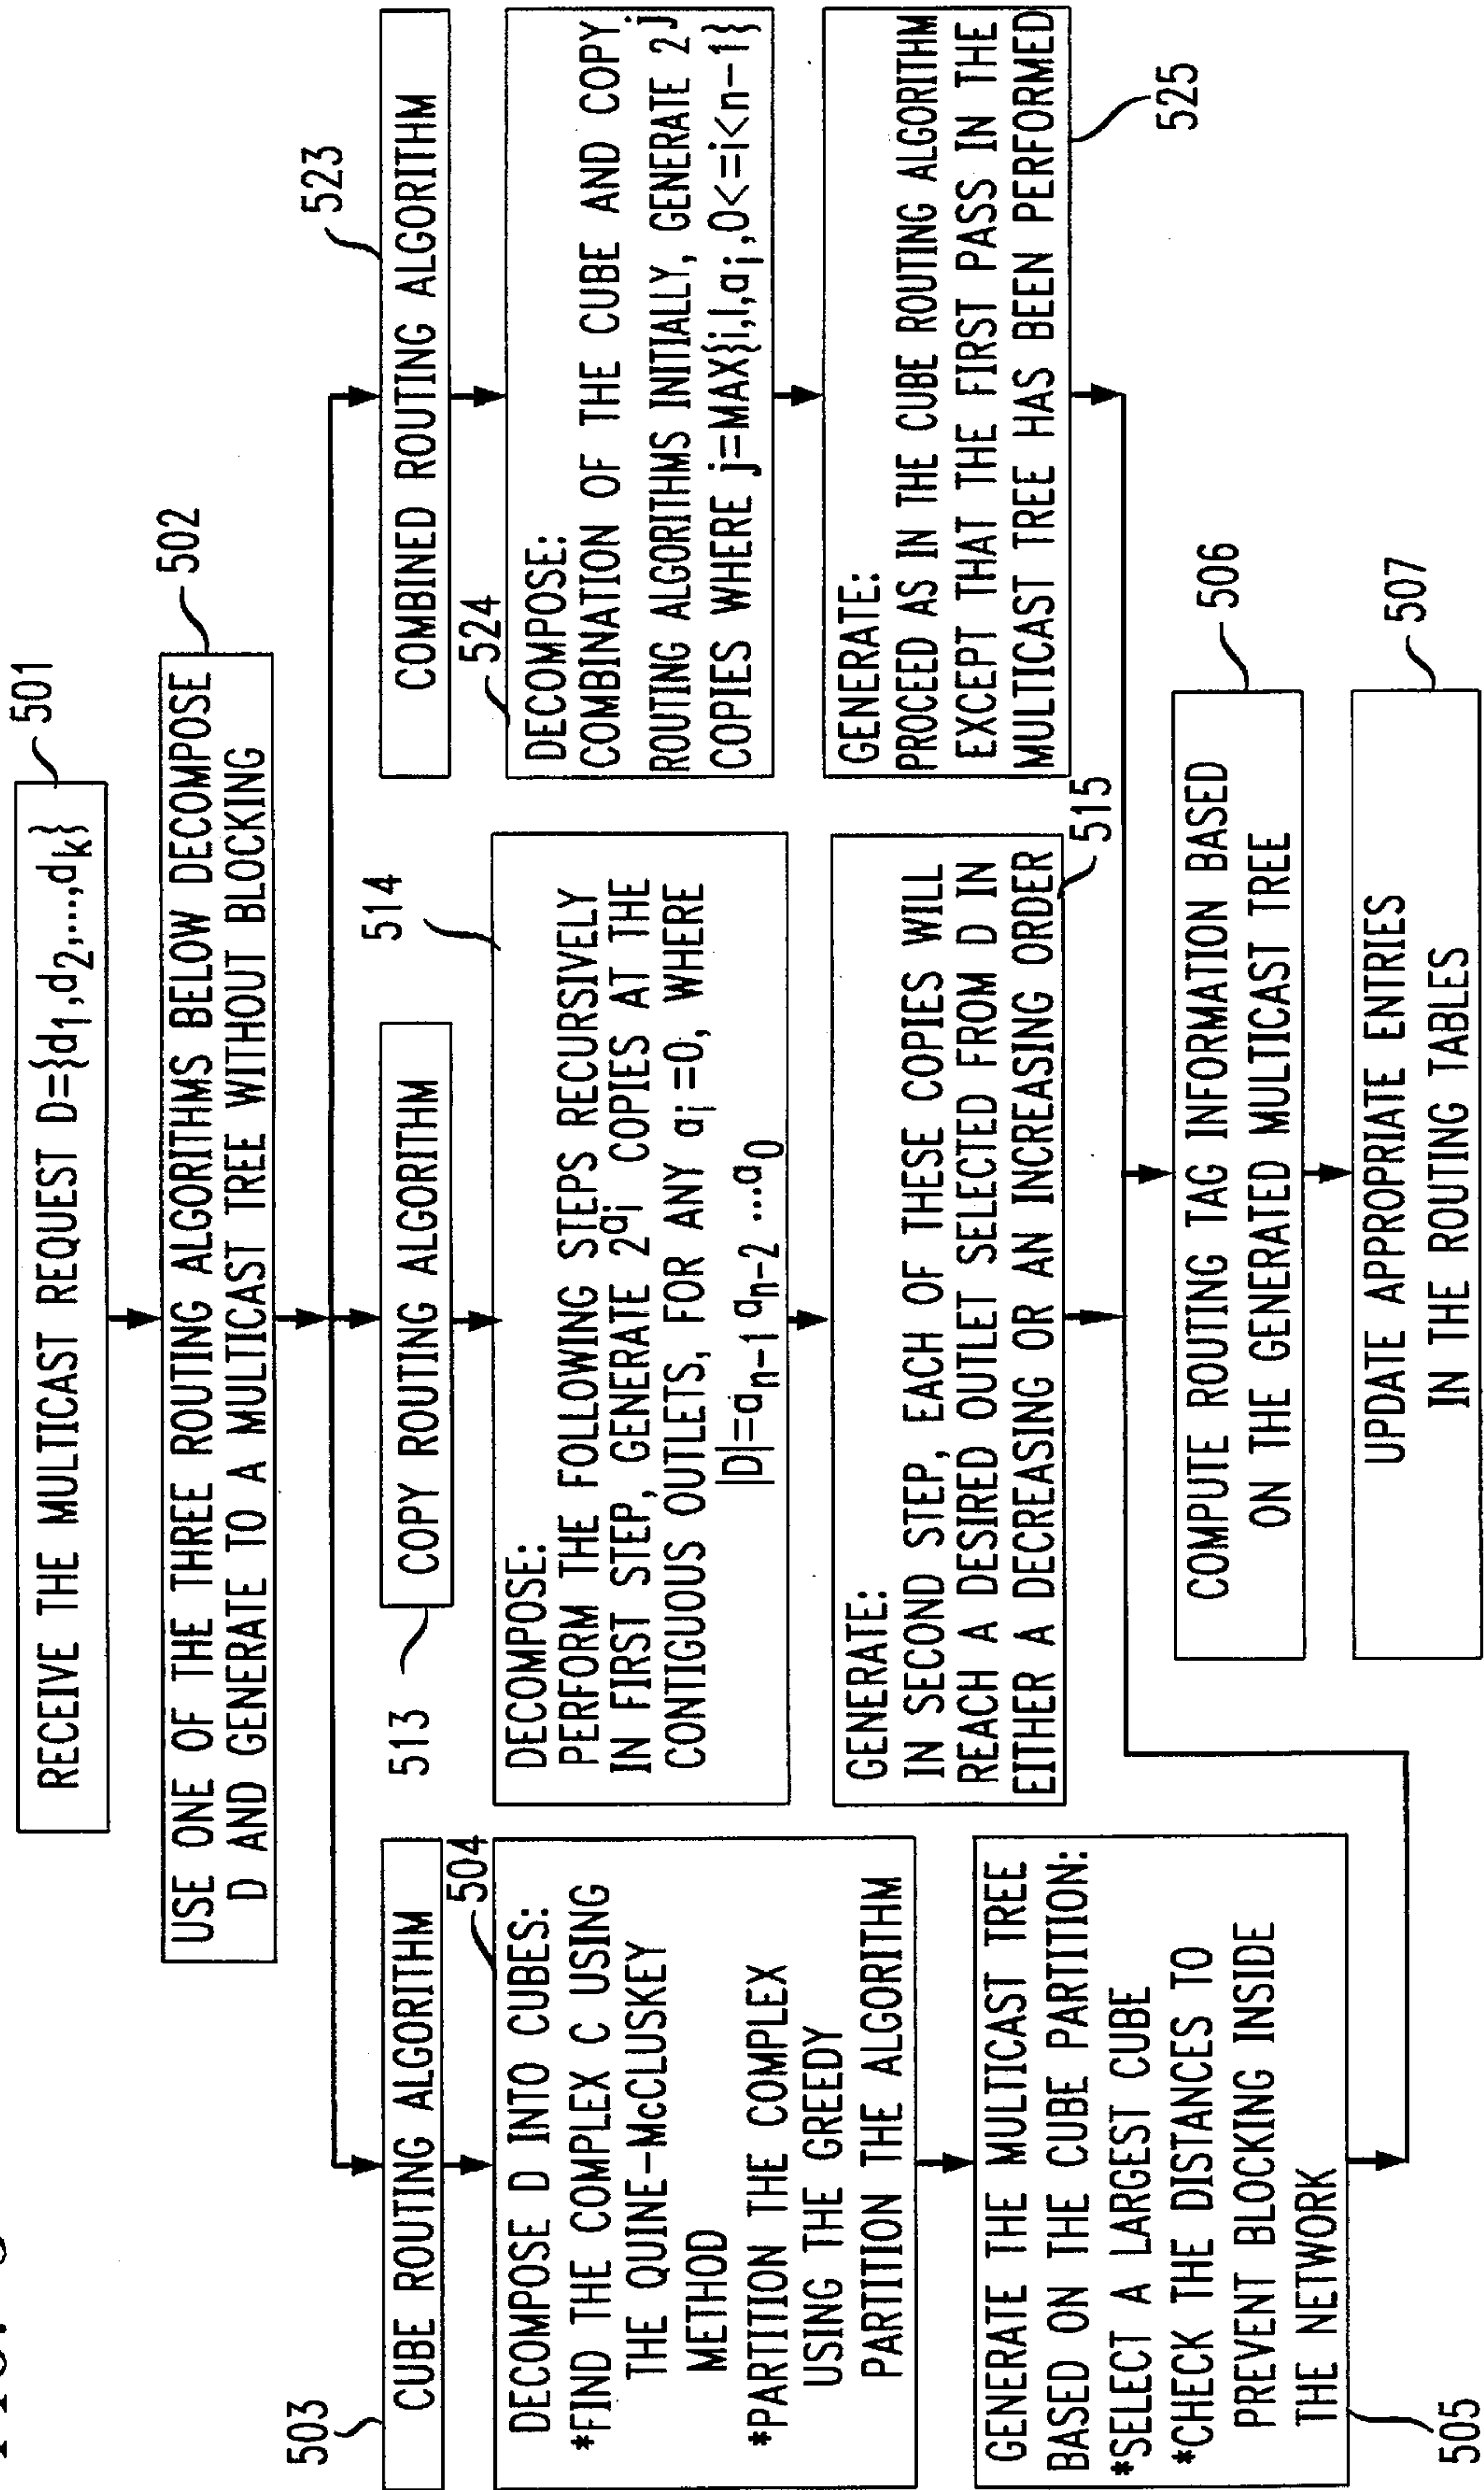 RECEIVE THE MULTICAST REQUEST D={d1,d2,...,dk}
501
USE ONE OF THE THREE ROUTING ALGORITHMS BELOW DECOMPOSE
D AND GENERATE TO A MULTICAST TREE WITHOUT BLOCKING
502
503
CUBE ROUTING ALGORITHM
504
DECOMPOSE D INTO CUBES:
*FIND THE COMPLEX C USING
THE QUINE-McCLUSKEY
METHOD
*PARTITION THE COMPLEX
USING THE GREEDY
PARTITION THE ALGORITHM
GENERATE THE MULTICAST TREE
BASED ON THE CUBE PARTITION:
*SELECT A LARGEST CUBE
*CHECK THE DISTANCES TO
PREVENT BLOCKING INSIDE
THE NETWORK
505
513
COPY ROUTING ALGORITHM
514
DECOMPOSE:
PERFORM THE FOLLOWING STEPS RECURSIVELY
IN FIRST STEP, GENERATE 2^ai COPIES AT THE
CONTIGUOUS OUTLETS, FOR ANY ai =0, WHERE
|D|=an-1 an-2 ...a0
GENERATE:
IN SECOND STEP, EACH OF THESE COPIES WILL
REACH A DESIRED OUTLET SELECTED FROM D IN
EITHER A DECREASING OR AN INCREASING ORDER
515
523
COMBINED ROUTING ALGORITHM
524
DECOMPOSE:
COMBINATION OF THE CUBE AND COPY
ROUTING ALGORITHMS INITIALLY, GENERATE 2^j
COPIES WHERE j=MAX{i,l,ai,0<=i<n-1}
GENERATE:
PROCEED AS IN THE CUBE ROUTING ALGORITHM
EXCEPT THAT THE FIRST PASS IN THE
MULTICAST TREE HAS BEEN PERFORMED
525
COMPUTE ROUTING TAG INFORMATION BASED
ON THE GENERATED MULTICAST TREE
506
UPDATE APPROPRIATE ENTRIES
IN THE ROUTING TABLES
507